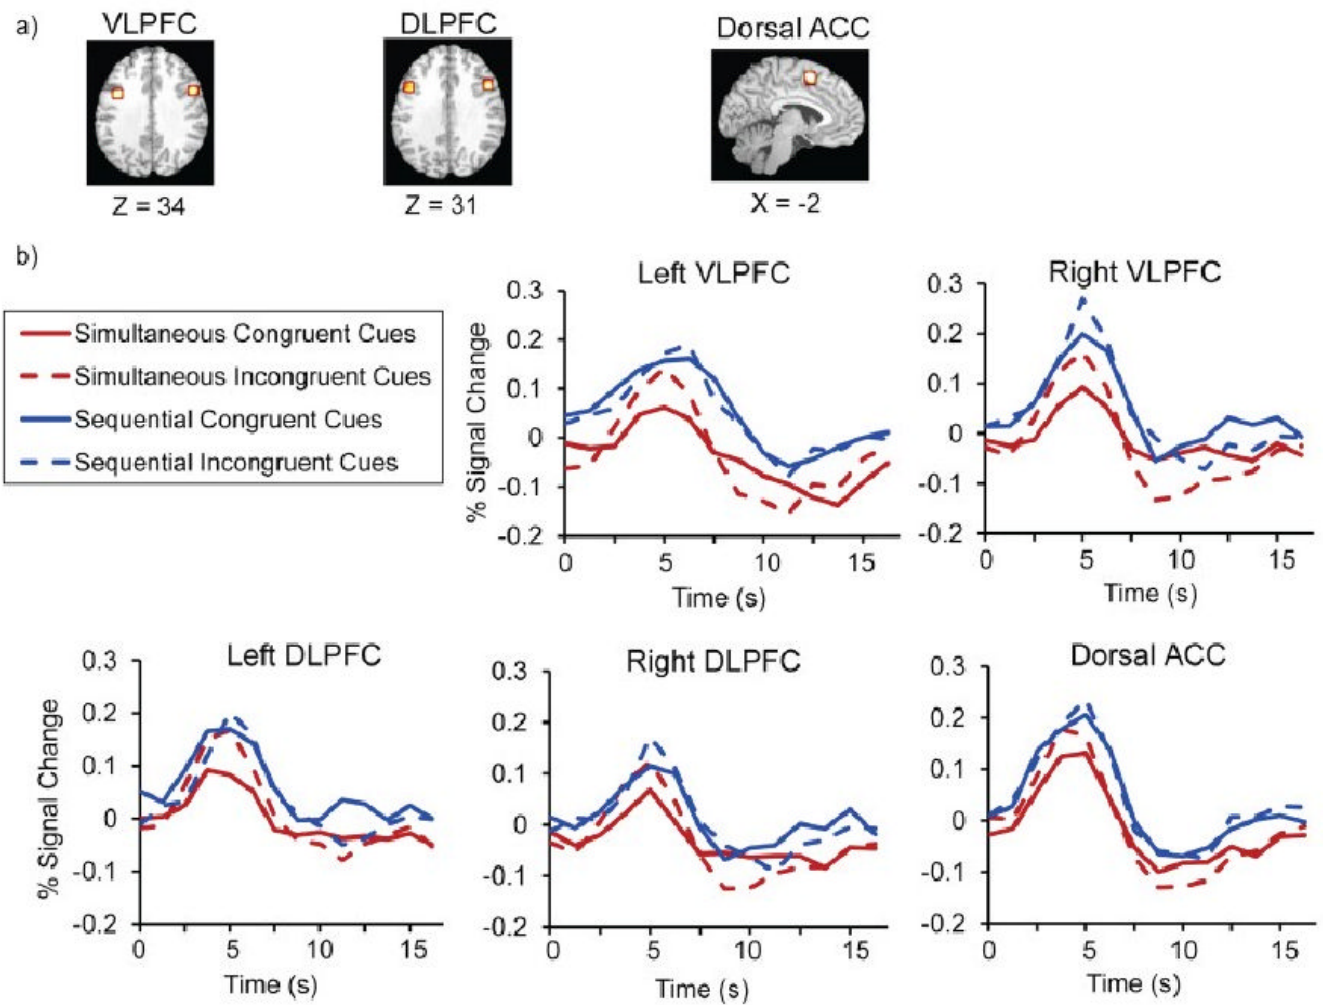 a)
VLPFC
DLPFC
Dorsal ACC
Z = 34
Z = 31
X = -2
b)
Simultaneous Congruent Cues
Simultaneous Incongruent Cues
Sequential Congruent Cues
Sequential Incongruent Cues
Left VLPFC
% Signal Change
0.3
0.2
0.1
0
-0.1
-0.2
0 5 10 15
Time (s)
Right VLPFC
0.3
0.2
0.1
0
-0.1
-0.2
0 5 10 15
Time (s)
Left DLPFC
% Signal Change
0.3
0.2
0.1
0
-0.1
-0.2
0 5 10 15
Time (s)
Right DLPFC
0.3
0.2
0.1
0
-0.1
-0.2
0 5 10 15
Time (s)
Dorsal ACC
0.3
0.2
0.1
0
-0.1
-0.2
0 5 10 15
Time (s)